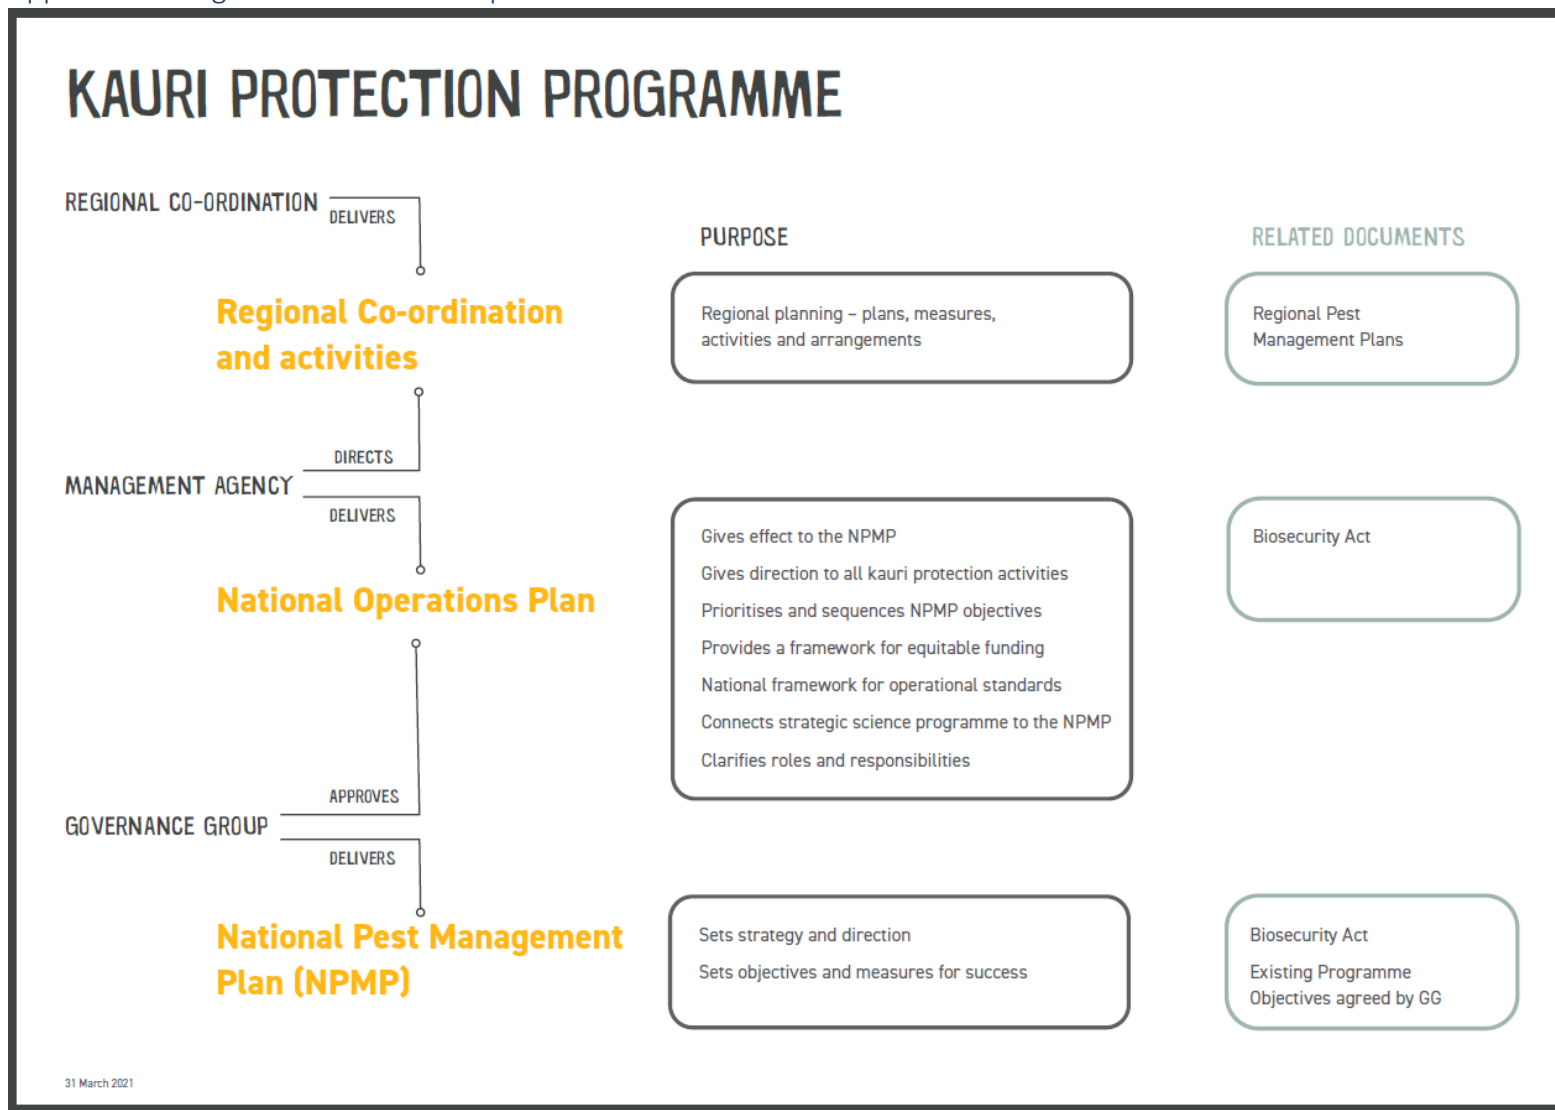 KAURI PROTECTION PROGRAMME
REGIONAL CO-ORDINATION
DELIVERS
PURPOSE
RELATED DOCUMENTS
Regional Co-ordination
and activities
Regional planning – plans, measures,
activities and arrangements
Regional Pest
Management Plans
DIRECTS
MANAGEMENT AGENCY
DELIVERS
National Operations Plan
Gives effect to the NPMP
Gives direction to all kauri protection activities
Prioritises and sequences NPMP objectives
Provides a framework for equitable funding
National framework for operational standards
Connects strategic science programme to the NPMP
Clarifies roles and responsibilities
Biosecurity Act
APPROVES
GOVERNANCE GROUP
DELIVERS
National Pest Management
Plan (NPMP)
Sets strategy and direction
Sets objectives and measures for success
Biosecurity Act
Existing Programme
Objectives agreed by GG
31 March 2021